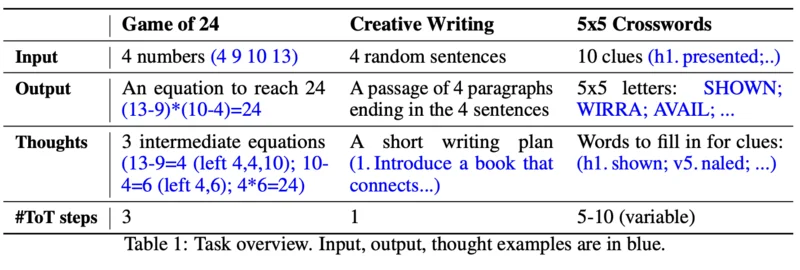 Game of 24 Creative Writing 5x5 Crosswords
Input 4 numbers (4 9 10 13) 4 random sentences 10 clues (h1. presented;..)
Output An equation to reach 24 A passage of 4 paragraphs 5x5 letters: SHOWN;
(13-9)*(10-4)=24 ending in the 4 sentences WIRRA; AVAIL; ...
Thoughts 3 intermediate equations A short writing plan Words to fill in for clues:
(13-9=4 (left 4,4,10); 10- (1. Introduce a book that (h1. shown; v5. naled; ...)
4=6 (left 4,6); 4*6=24) connects...)
#ToT steps 3 1 5-10 (variable)
Table 1: Task overview. Input, output, thought examples are in blue.